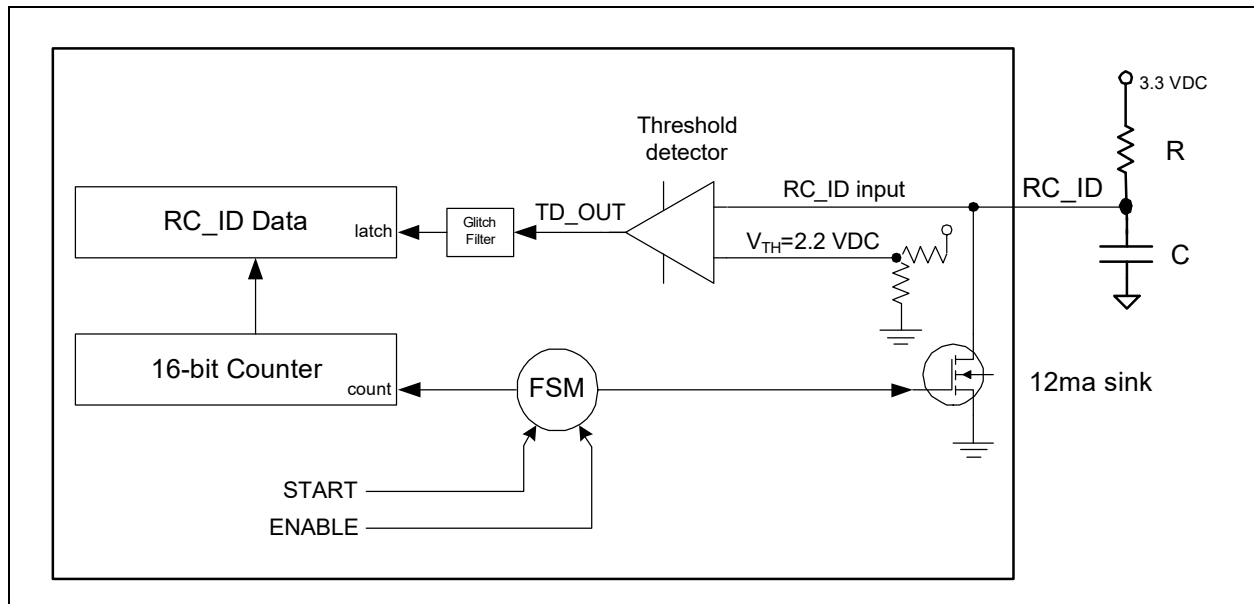 3.3 VDC
R
Threshold
detector
RC_ID input
RC_ID
RC_ID Data
latch
Glitch
Filter
TD_OUT
V_TH=2.2 VDC
C
16-bit Counter
count
FSM
12ma sink
START
ENABLE